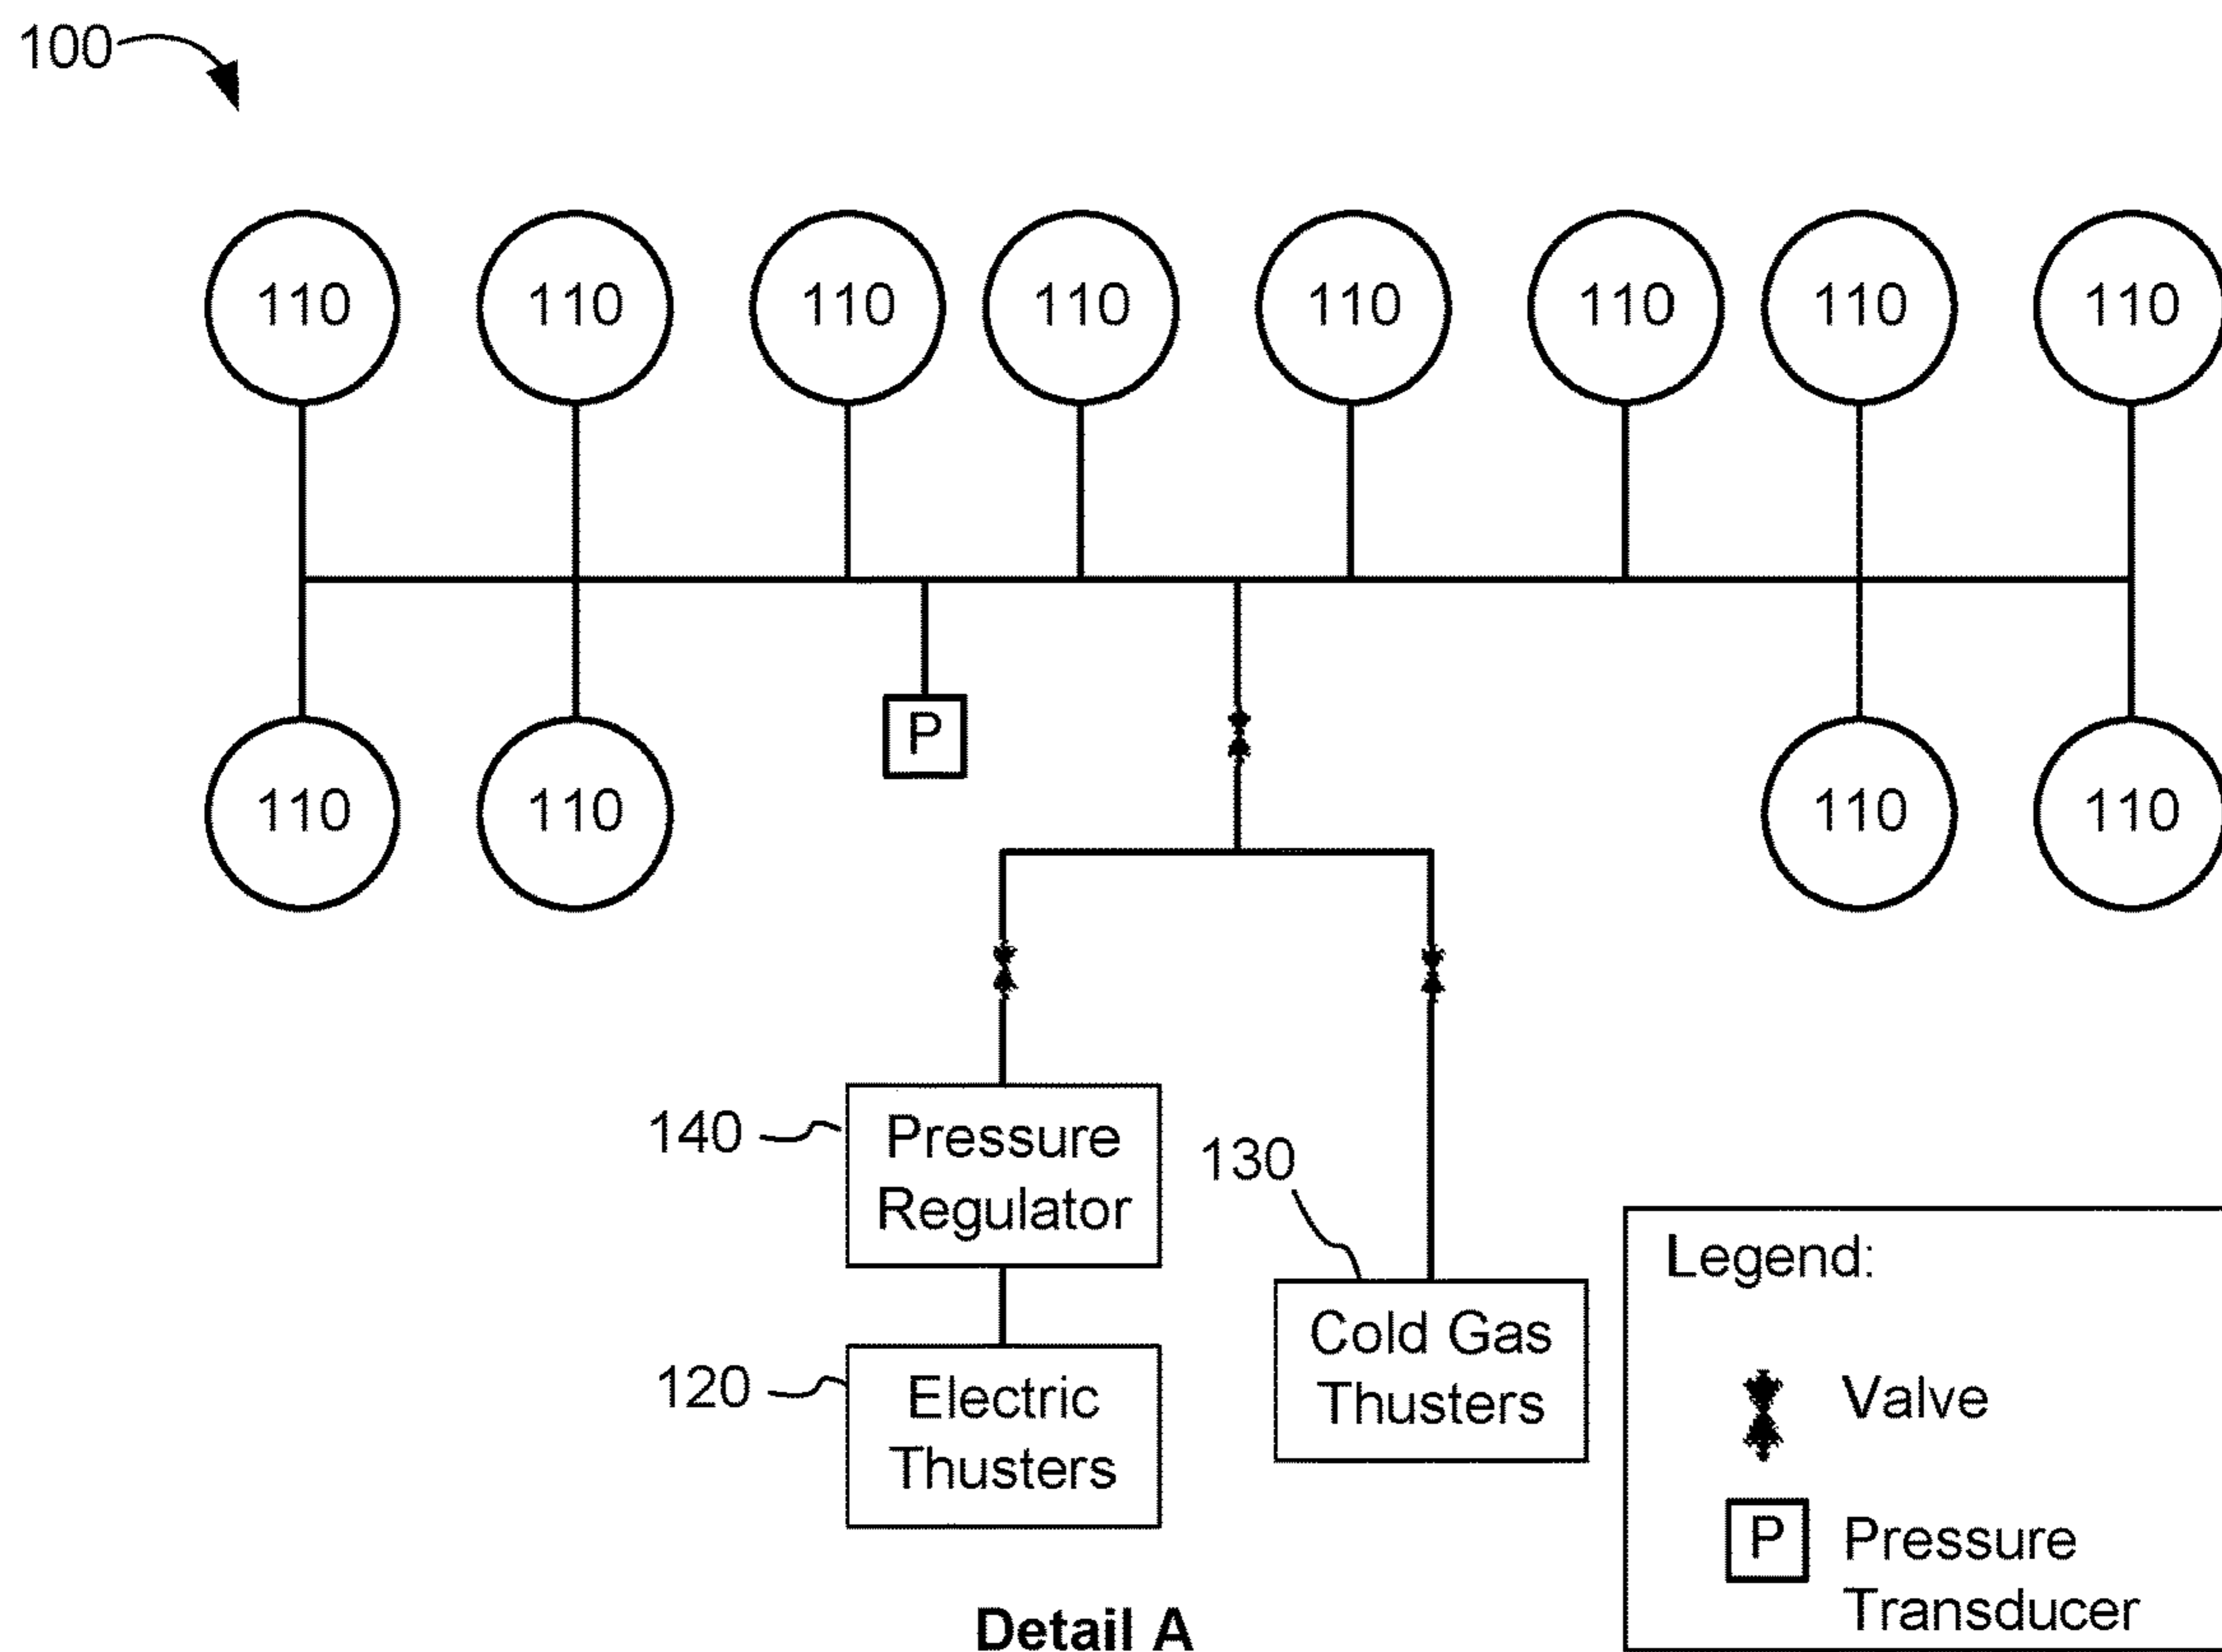 100
110 110 110 110 110 110 110 110
P
110 110 110 110
140
Pressure
Regulator
130
120
Electric
Thusters
Cold Gas
Thusters
Legend:
Valve
P
Pressure
Transducer
Detail A